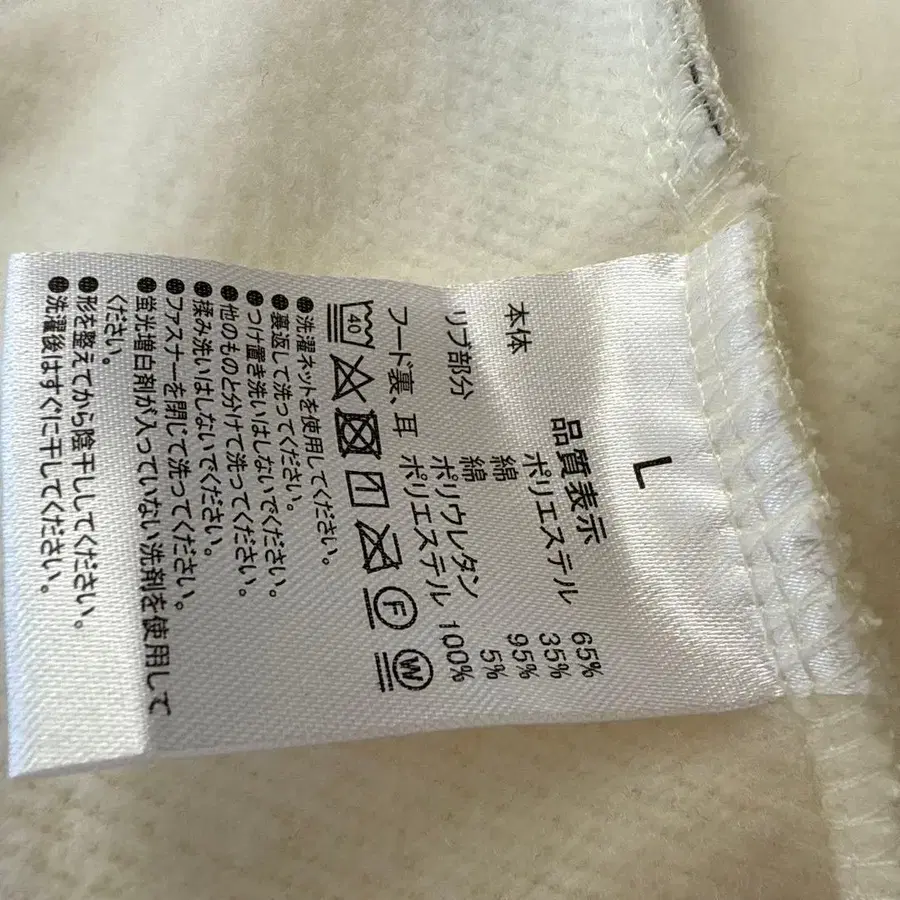 L
品質表示
本体 ポリエステル 65%
綿 35%
リブ部分 綿 95%
ポリウレタン 5%
フード裏、耳 ポリエステル 100%
40 F W
●洗濯ネットを使用してください。
●裏返して洗ってください。
●つけ置き洗いはしないでください。
●他のものと分けて洗ってください。
●揉み洗いはしないでください。
●ファスナーを閉じて洗ってください。
●蛍光増白剤が入っていない洗剤を使用して
ください。
●形を整えてから陰干ししてください。
●洗濯後はすぐに干してください。